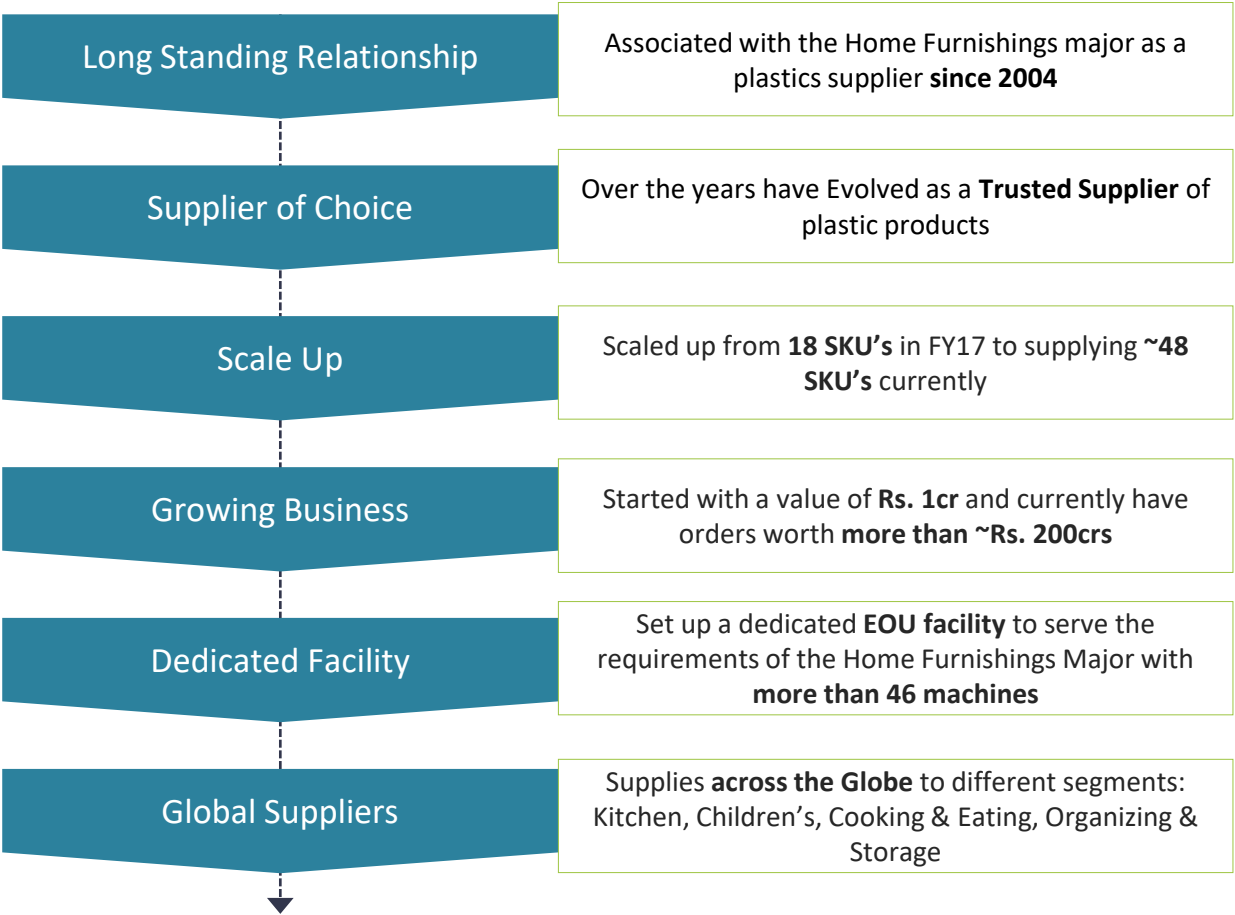 Long Standing Relationship
Associated with the Home Furnishings major as a
plastics supplier since 2004
Supplier of Choice
Over the years have Evolved as a Trusted Supplier of
plastic products
Scale Up
Scaled up from 18 SKU’s in FY17 to supplying ~48
SKU’s currently
Growing Business
Started with a value of Rs. 1cr and currently have
orders worth more than ~Rs. 200crs
Dedicated Facility
Set up a dedicated EOU facility to serve the
requirements of the Home Furnishings Major with
more than 46 machines
Global Suppliers
Supplies across the Globe to different segments:
Kitchen, Children’s, Cooking & Eating, Organizing &
Storage